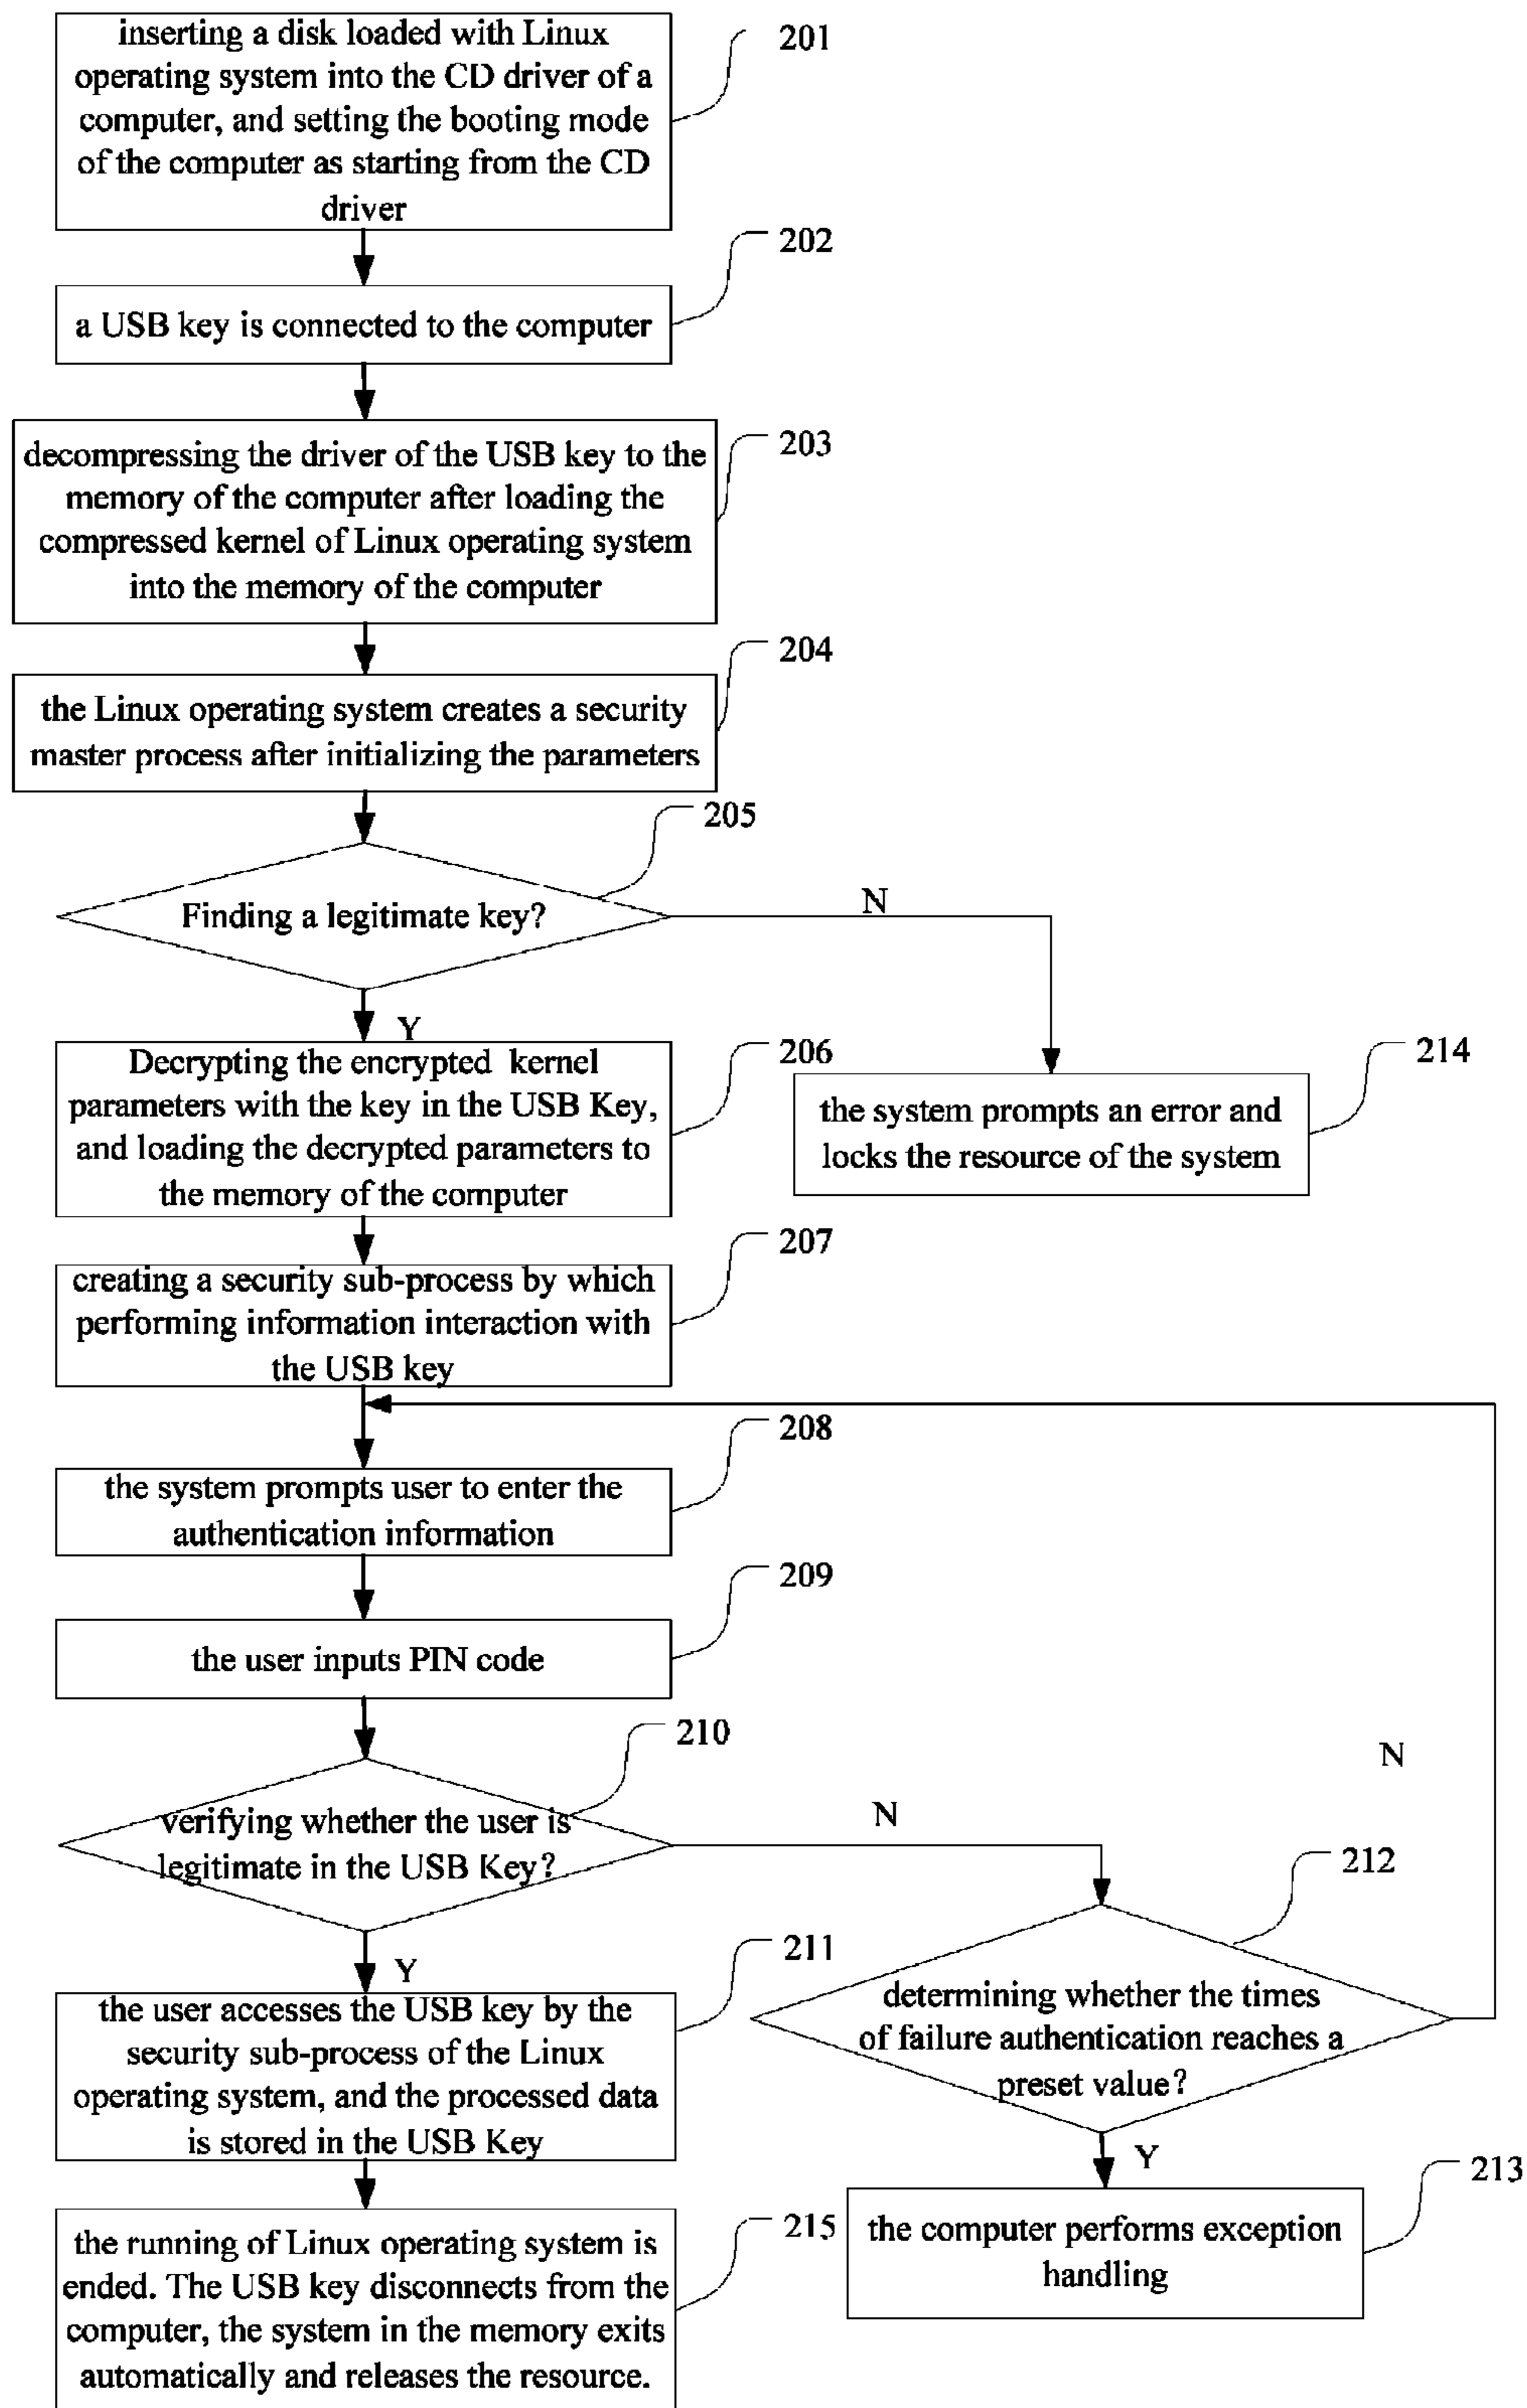 inserting a disk loaded with Linux
operating system into the CD driver of a
computer, and setting the booting mode
of the computer as starting from the CD
driver
201
202
a USB key is connected to the computer
203
decompressing the driver of the USB key to the
memory of the computer after loading the
compressed kernel of Linux operating system
into the memory of the computer
204
the Linux operating system creates a security
master process after initializing the parameters
205
Finding a legitimate key?
N
Y
Decrypting the encrypted kernel
parameters with the key in the USB Key,
and loading the decrypted parameters to
the memory of the computer
206
214
the system prompts an error and
locks the resource of the system
207
creating a security sub-process by which
performing information interaction with
the USB key
208
the system prompts user to enter the
authentication information
209
the user inputs PIN code
210
verifying whether the user is
legitimate in the USB Key?
N
N
212
determining whether the times
of failure authentication reaches a
preset value?
Y
211
the user accesses the USB key by the
security sub-process of the Linux
operating system, and the processed data
is stored in the USB Key
Y
213
the computer performs exception
handling
215
the running of Linux operating system is
ended. The USB key disconnects from the
computer, the system in the memory exits
automatically and releases the resource.